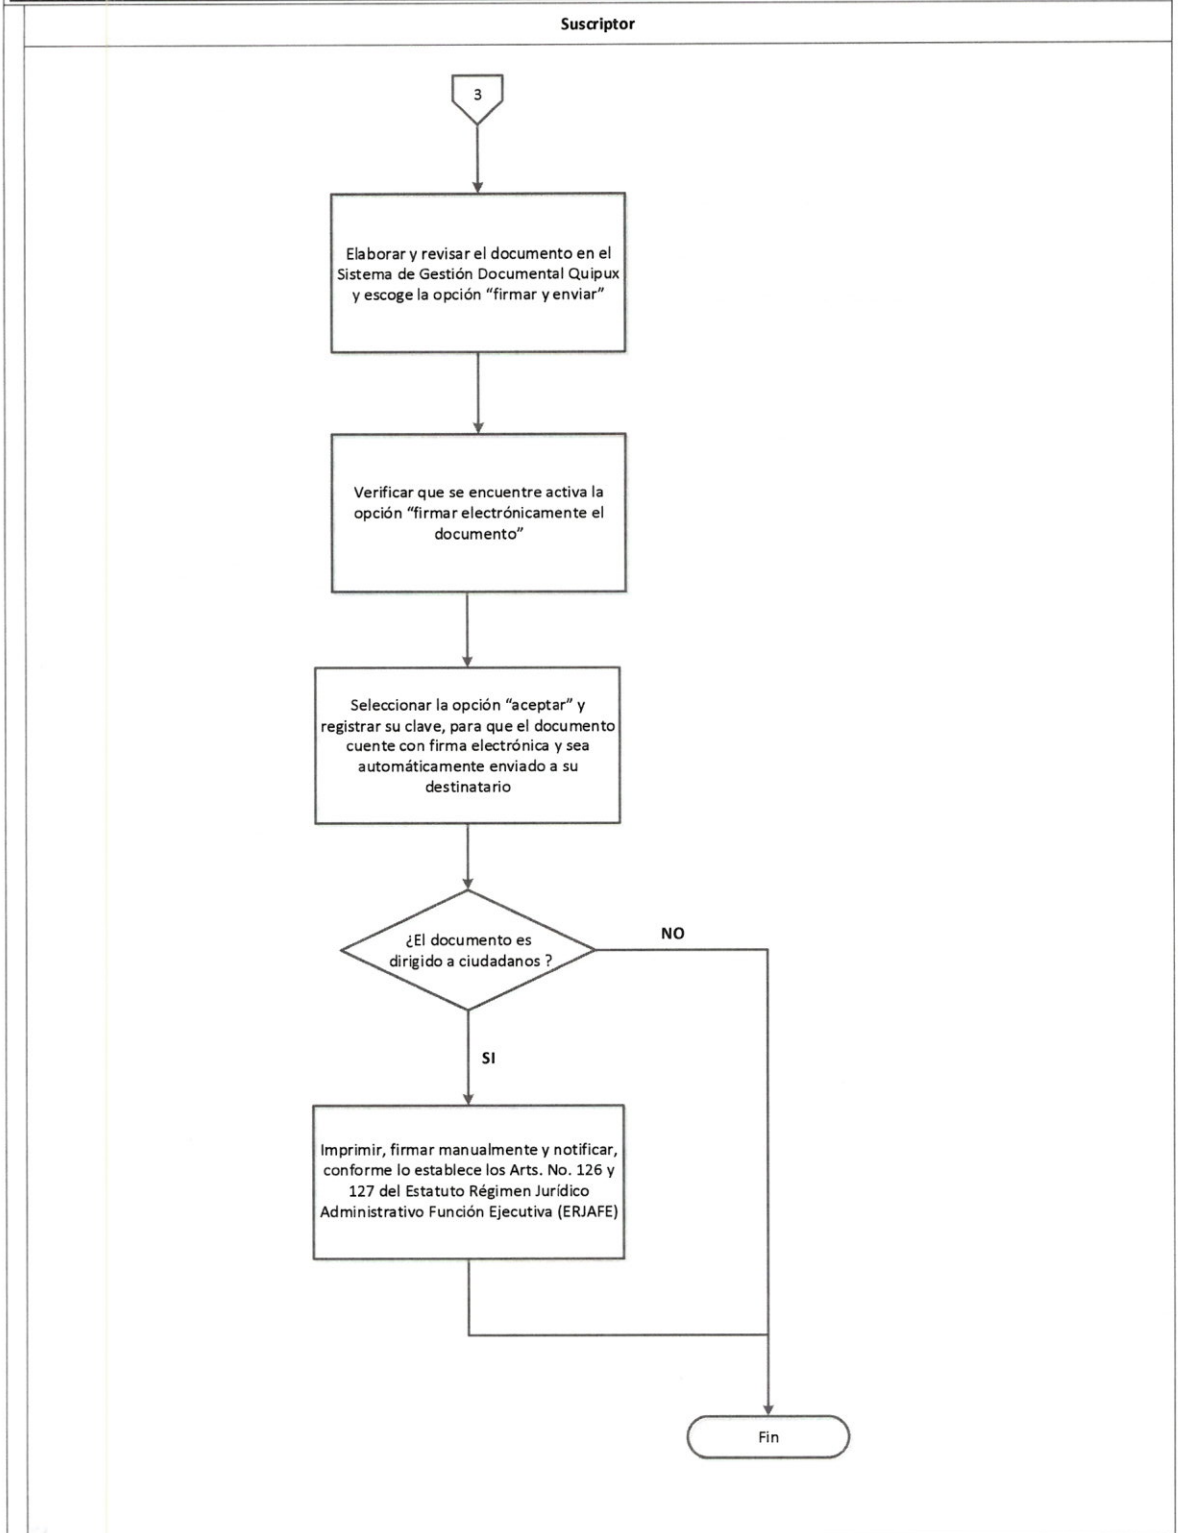 Suscriptor
3
Elaborar y revisar el documento en el
Sistema de Gestión Documental Quipux
y escoge la opción “firmar y enviar”
Verificar que se encuentre activa la
opción “firmar electrónicamente el
documento”
Seleccionar la opción “aceptar” y
registrar su clave, para que el documento
cuente con firma electrónica y sea
automáticamente enviado a su
destinatario
¿El documento es
dirigido a ciudadanos ?
NO
SI
Imprimir, firmar manualmente y notificar,
conforme lo establece los Arts. No. 126 y
127 del Estatuto Régimen Jurídico
Administrativo Función Ejecutiva (ERJAFE)
Fin